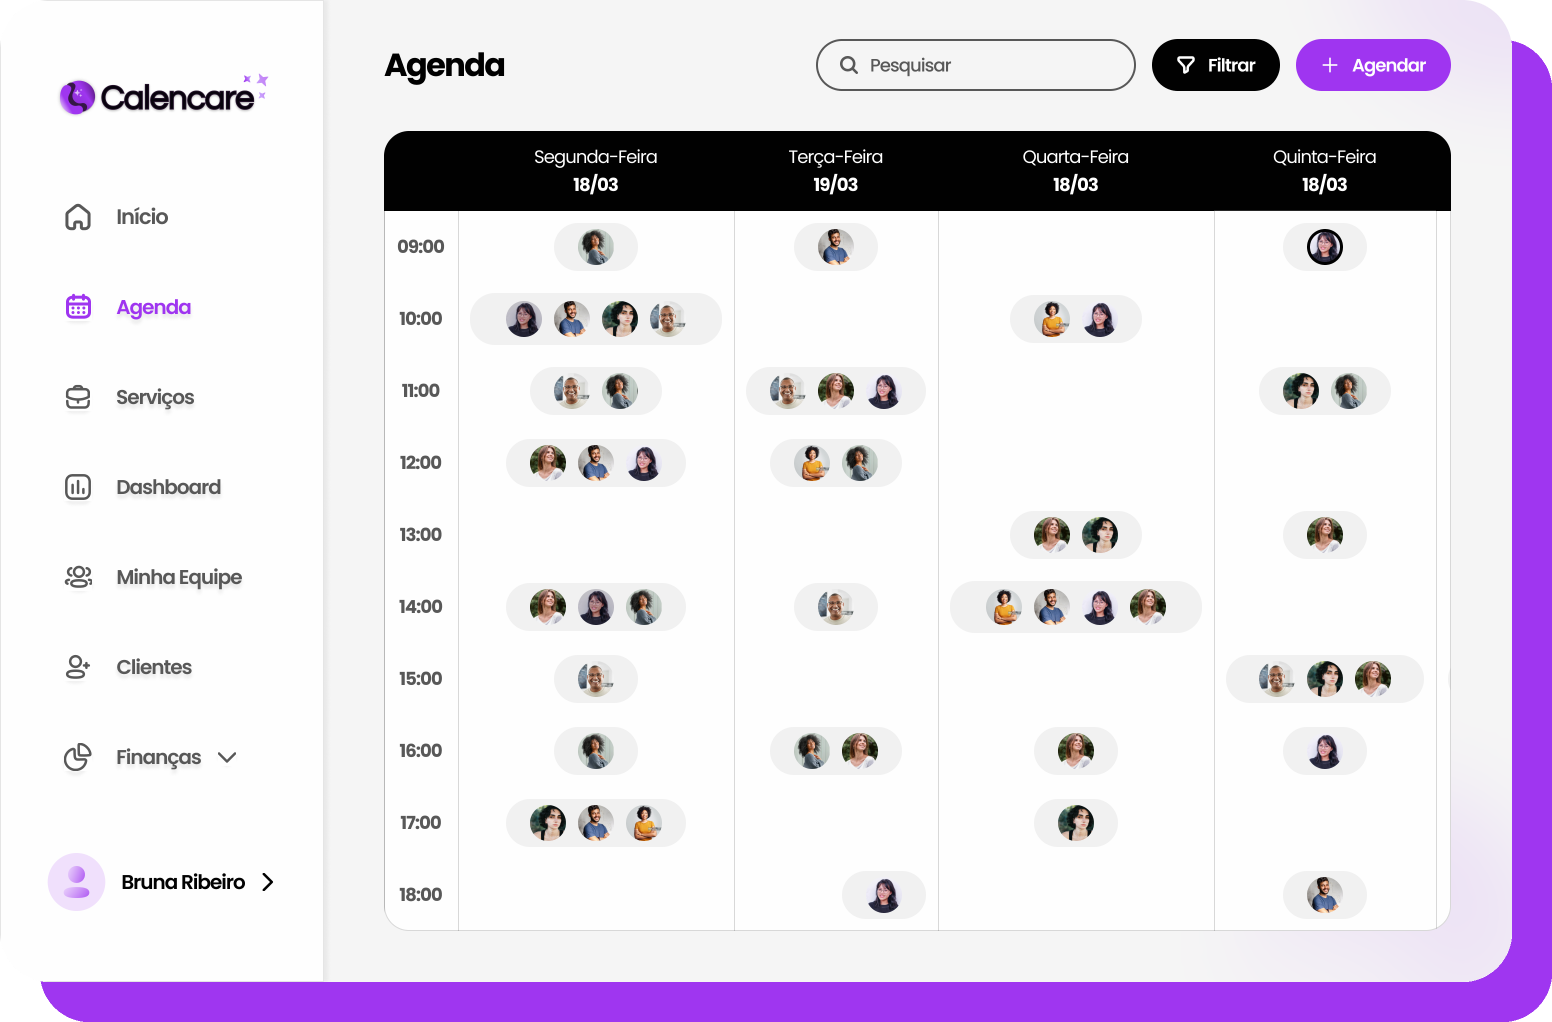 Calencare
Início
Agenda
Serviços
Dashboard
Minha Equipe
Clientes
Finanças
Bruna Ribeiro
Agenda
Pesquisar
Filtrar
Agendar
Segunda-Feira
18/03
Terça-Feira
19/03
Quarta-Feira
18/03
Quinta-Feira
18/03
09:00
10:00
11:00
12:00
13:00
14:00
15:00
16:00
17:00
18:00